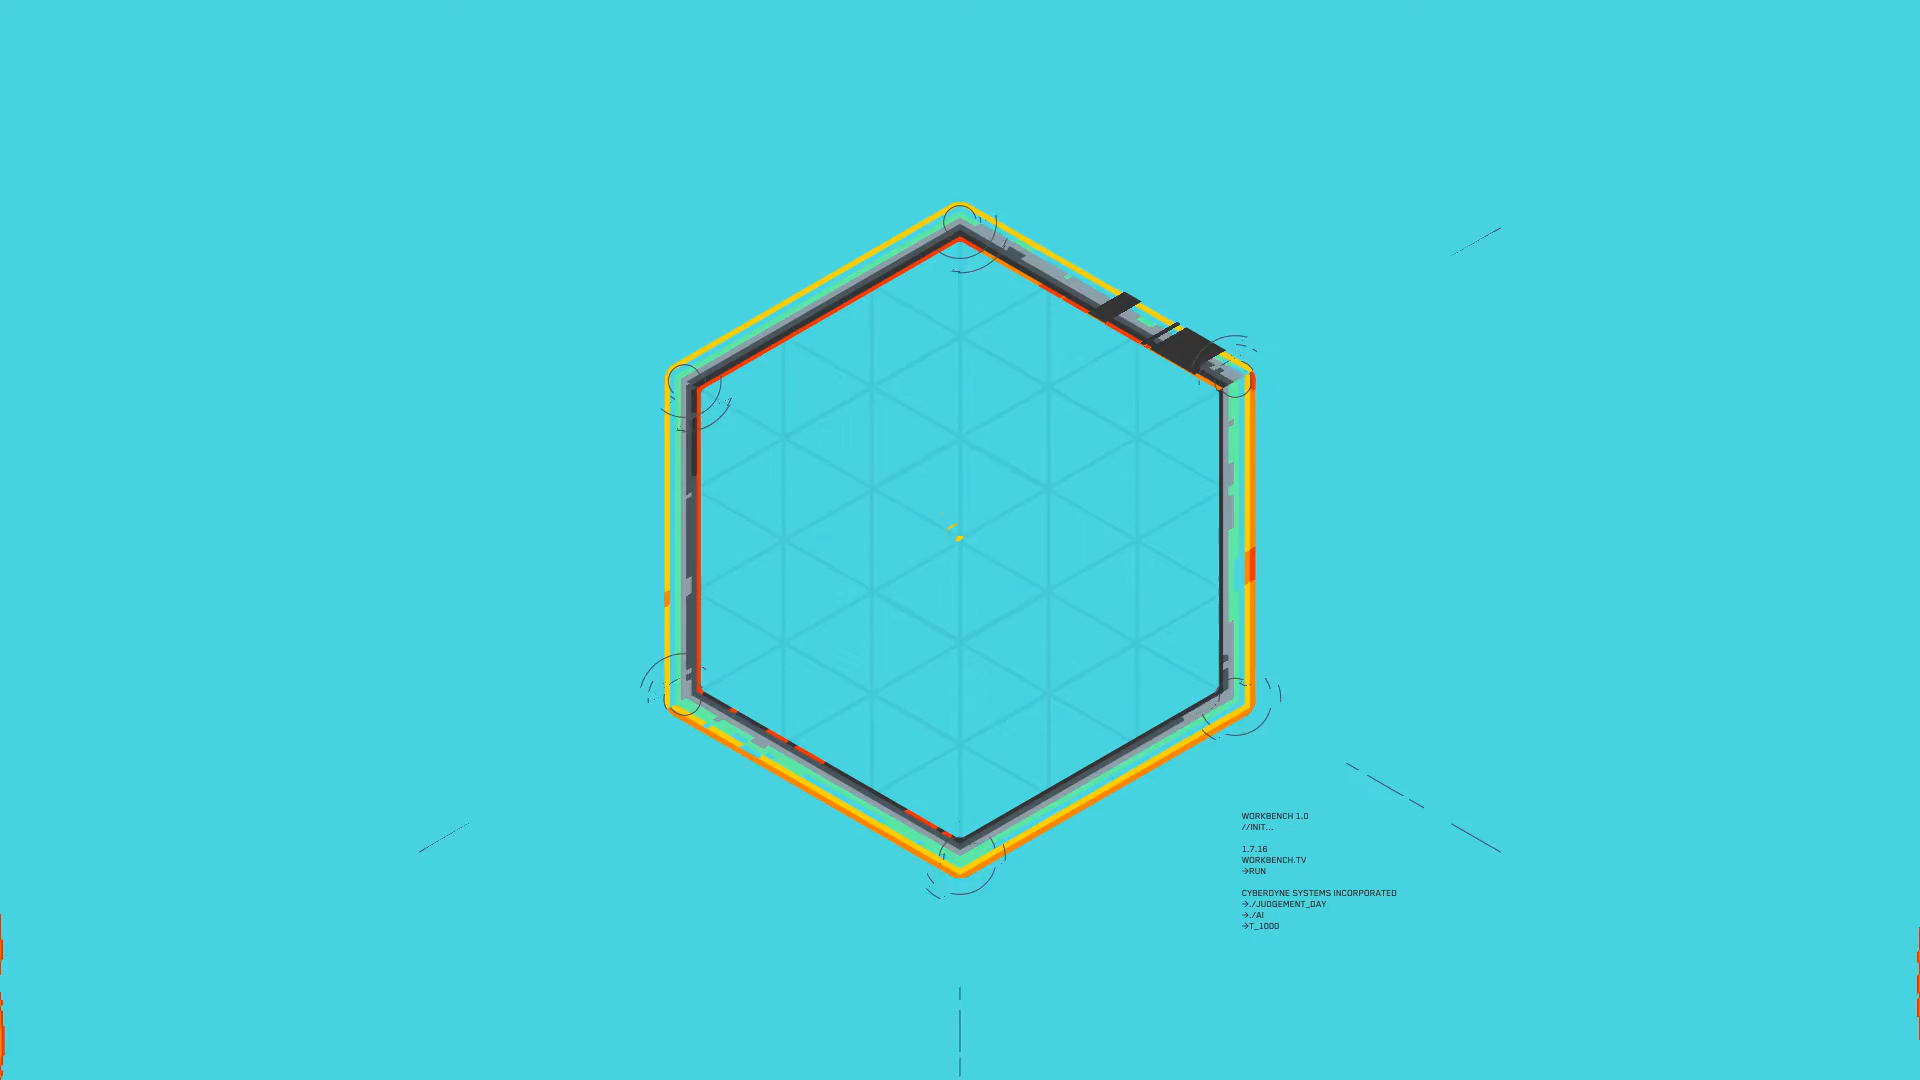 WORKBENCH 1.0
//INIT...
1.7.16
WORKBENCH.TV
→RUN
CYBERDYNE SYSTEMS INCORPORATED
→./JUDGEMENT_DAY
→./AI
→T_1000